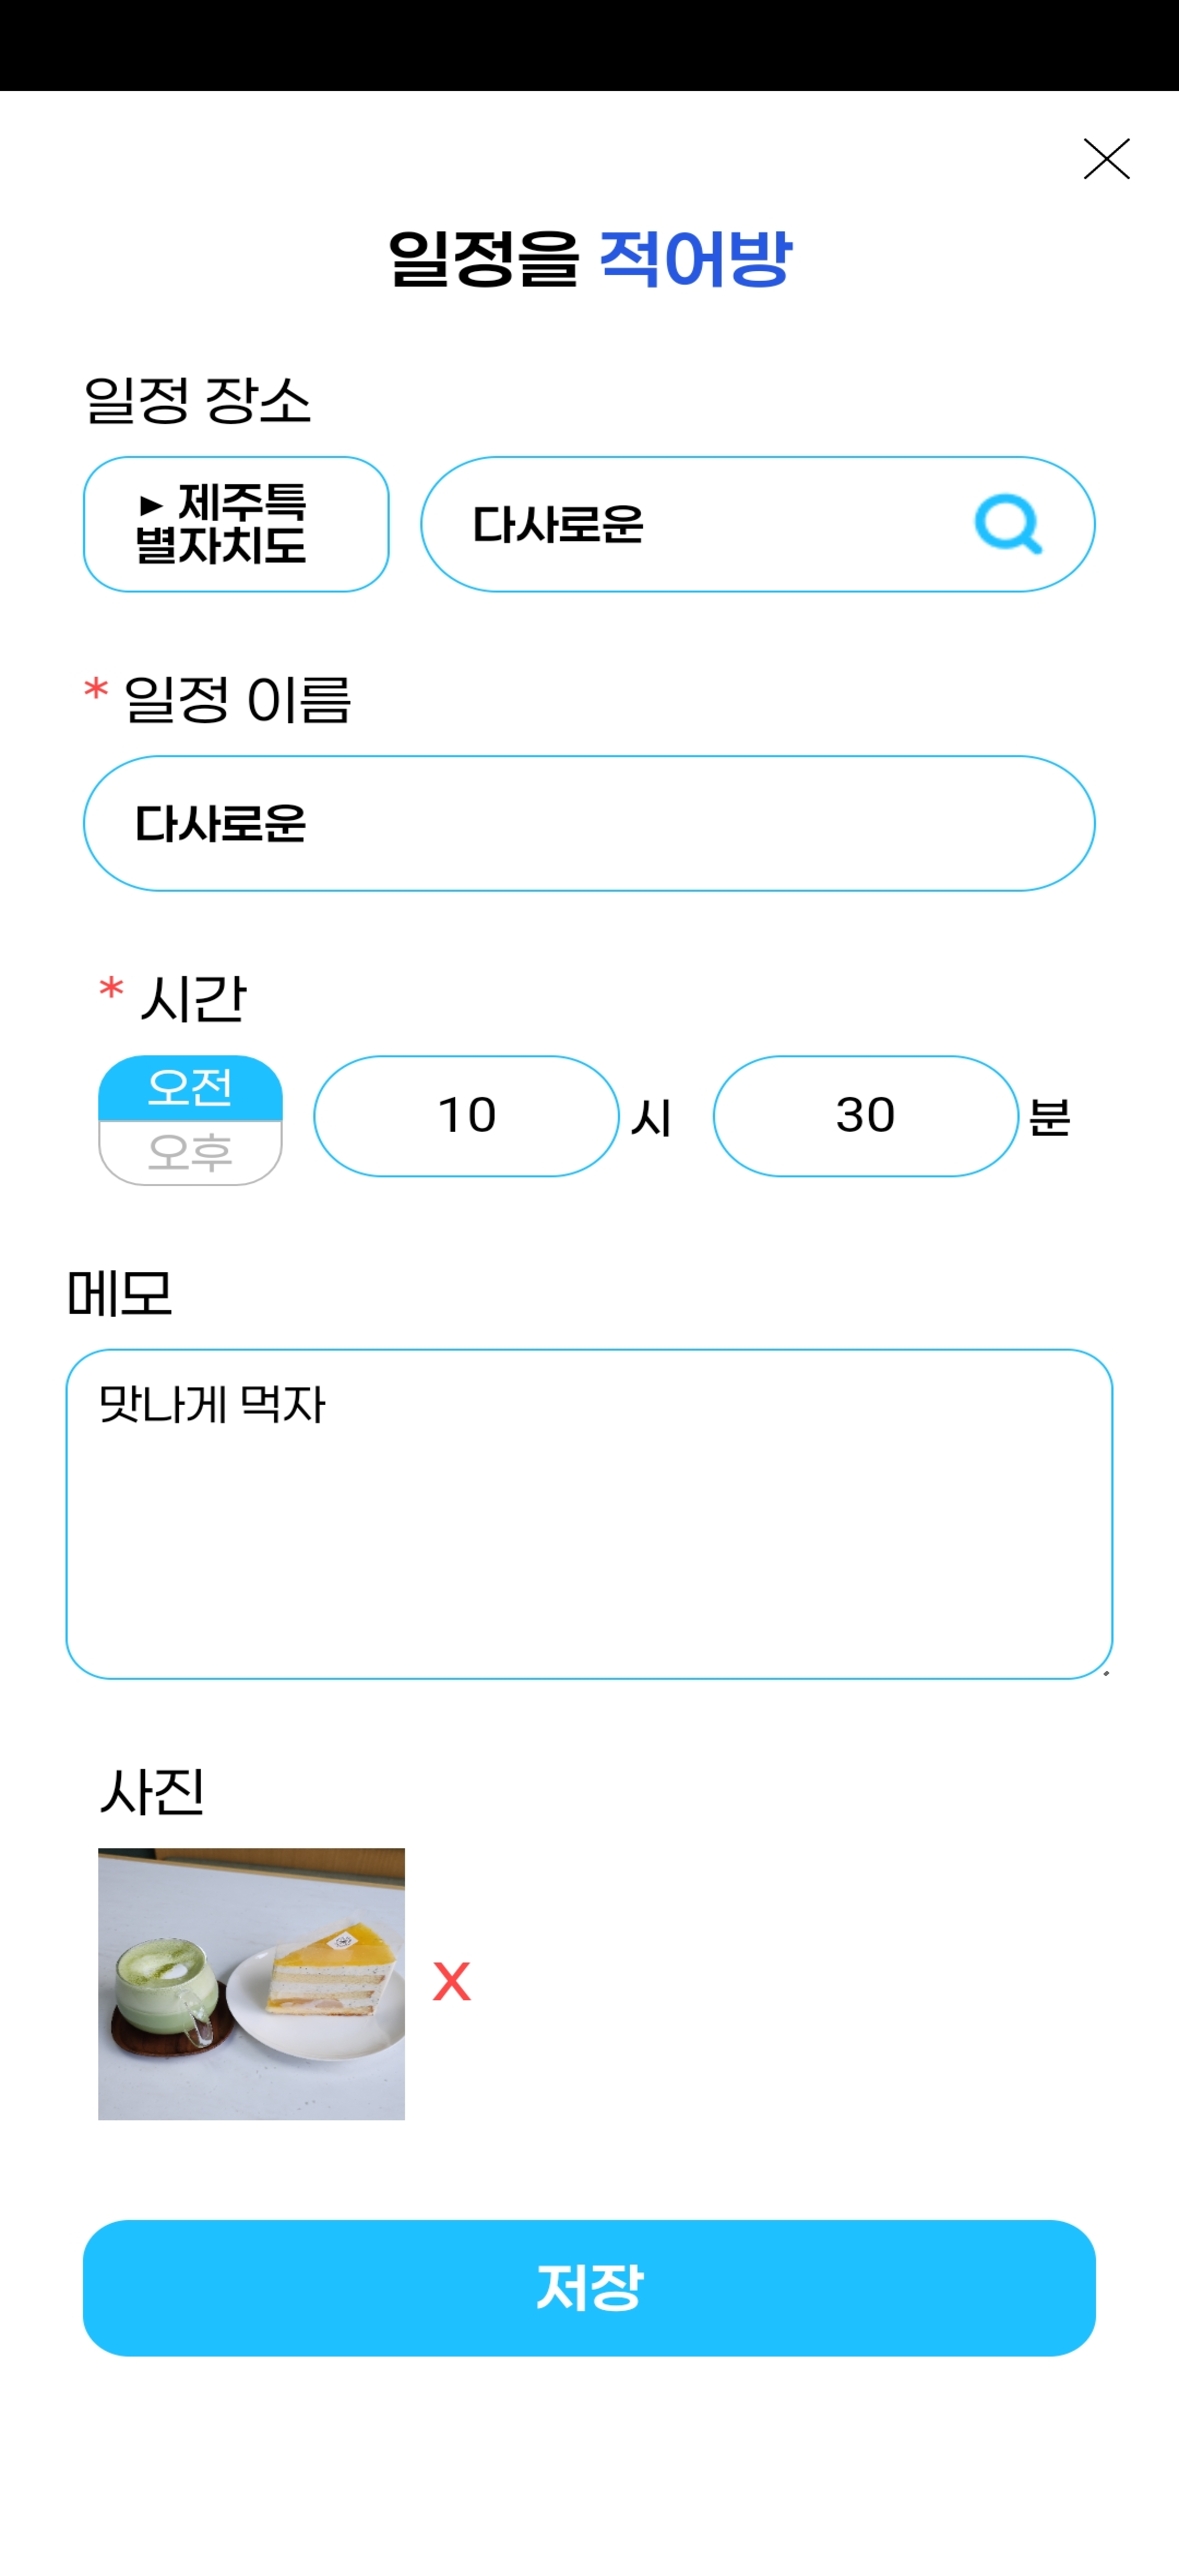 일정을 적어방
일정 장소
▸ 제주특
별자치도
다사로운
* 일정 이름
다사로운
* 시간
오전
오후
10 시 30 분
메모
맛나게 먹자
사진
X
저장